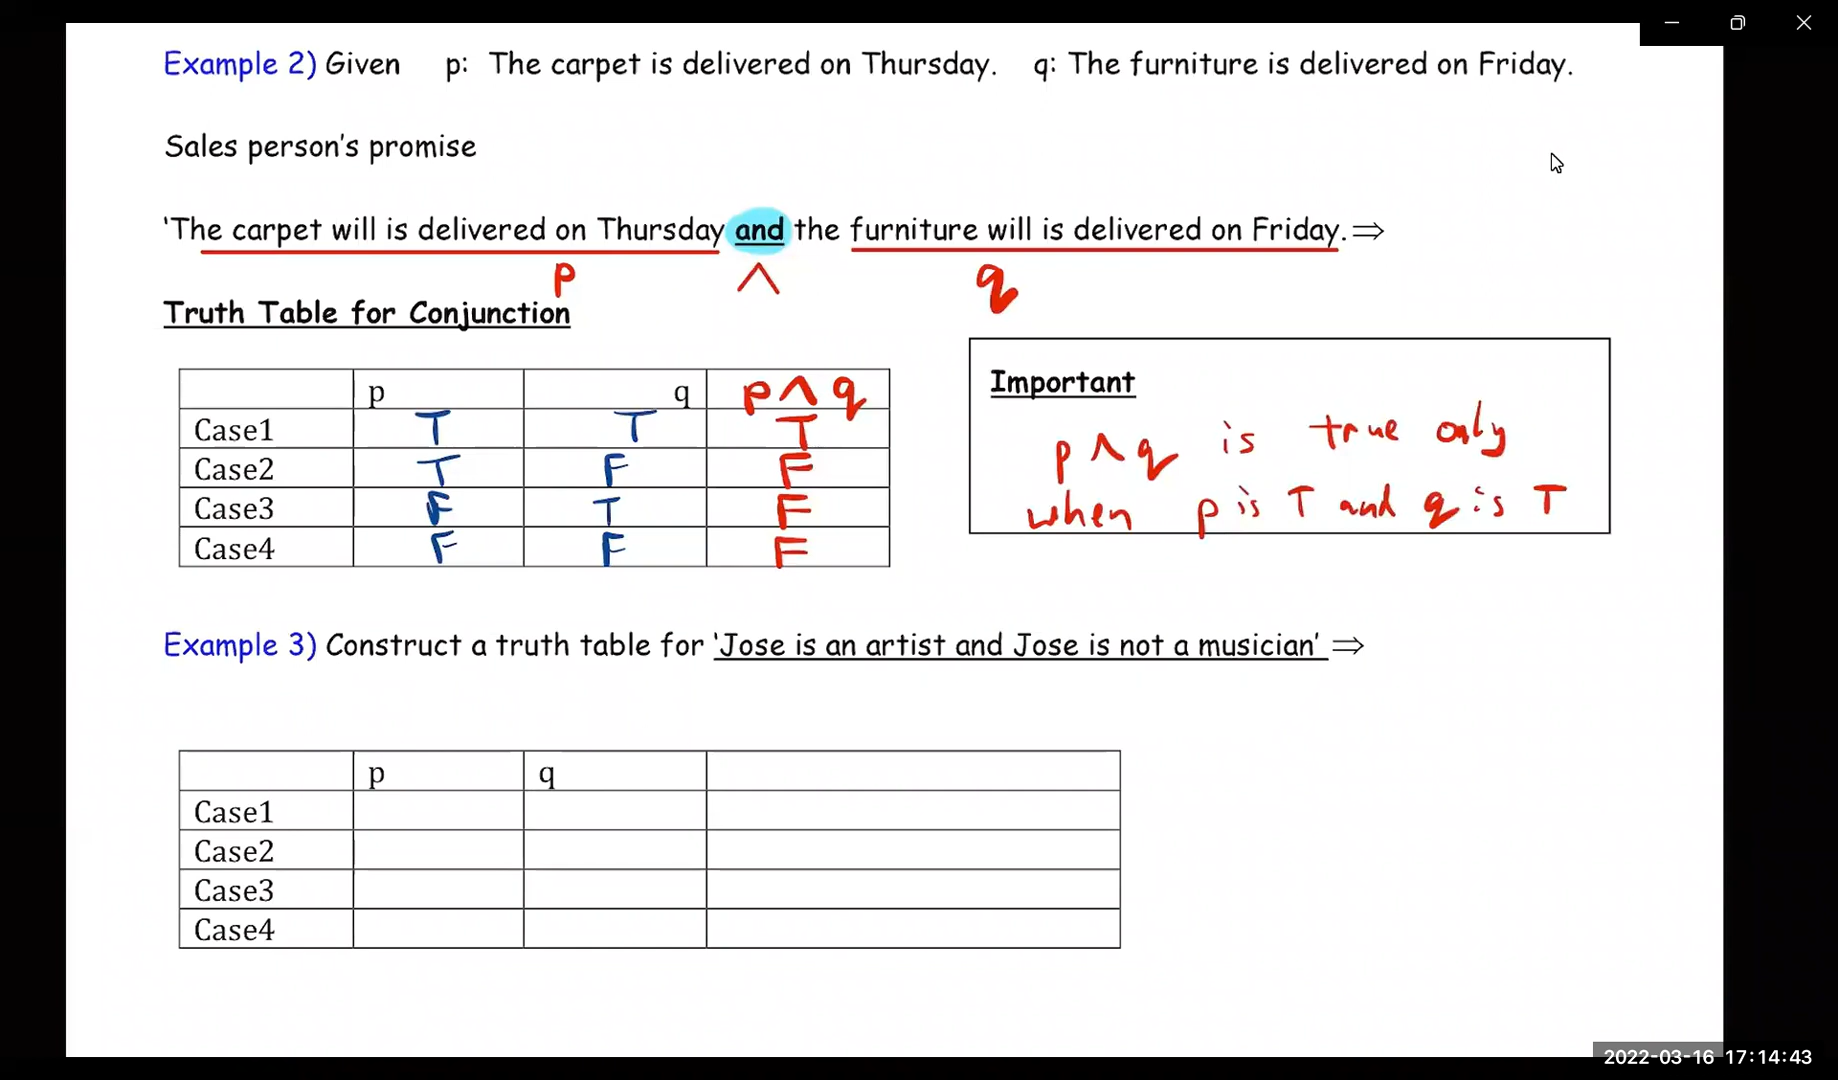 Example 2) Given p: The carpet is delivered on Thursday. q: The furniture is delivered on Friday.
Sales person's promise
'The carpet will is delivered on Thursday and the furniture will is delivered on Friday.⇒
p ∧ q
Truth Table for Conjunction
p q p ∧ q
Case1 T T T
Case2 T F F
Case3 F T F
Case4 F F F
Important
p ∧ q is true only
when p is T and q is T
Example 3) Construct a truth table for 'Jose is an artist and Jose is not a musician' ⇒
p q
Case1
Case2
Case3
Case4
2022-03-16 17:14:43